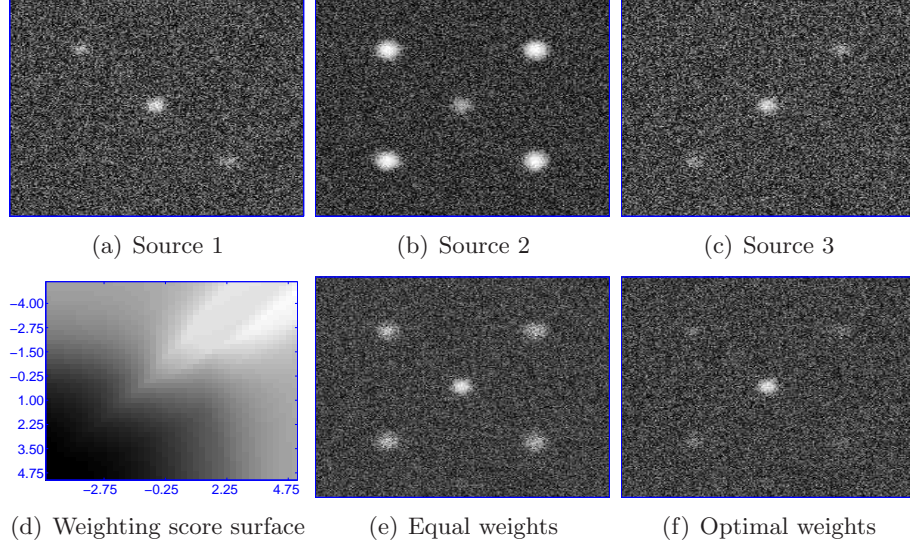 (a) Source 1
(b) Source 2
(c) Source 3
−4.00
−2.75
−1.50
−0.25
1.00
2.25
3.50
4.75
−2.75 −0.25 2.25 4.75
(d) Weighting score surface
(e) Equal weights
(f) Optimal weights